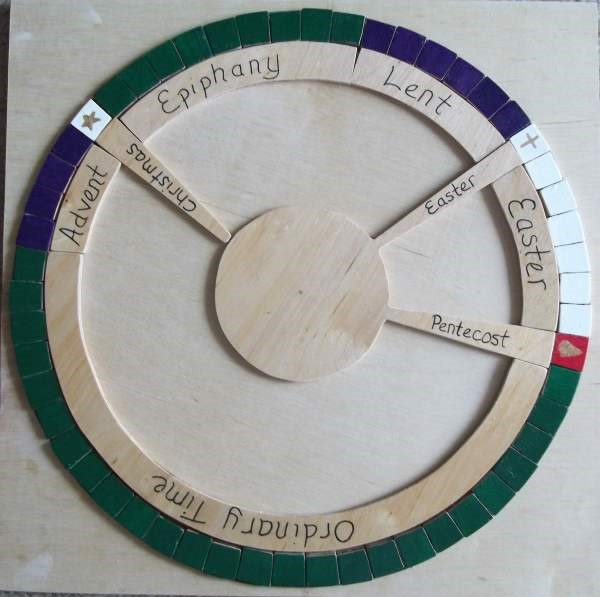 Advent
Christmas
Epiphany
Lent
Easter
Easter
Pentecost
Ordinary Time